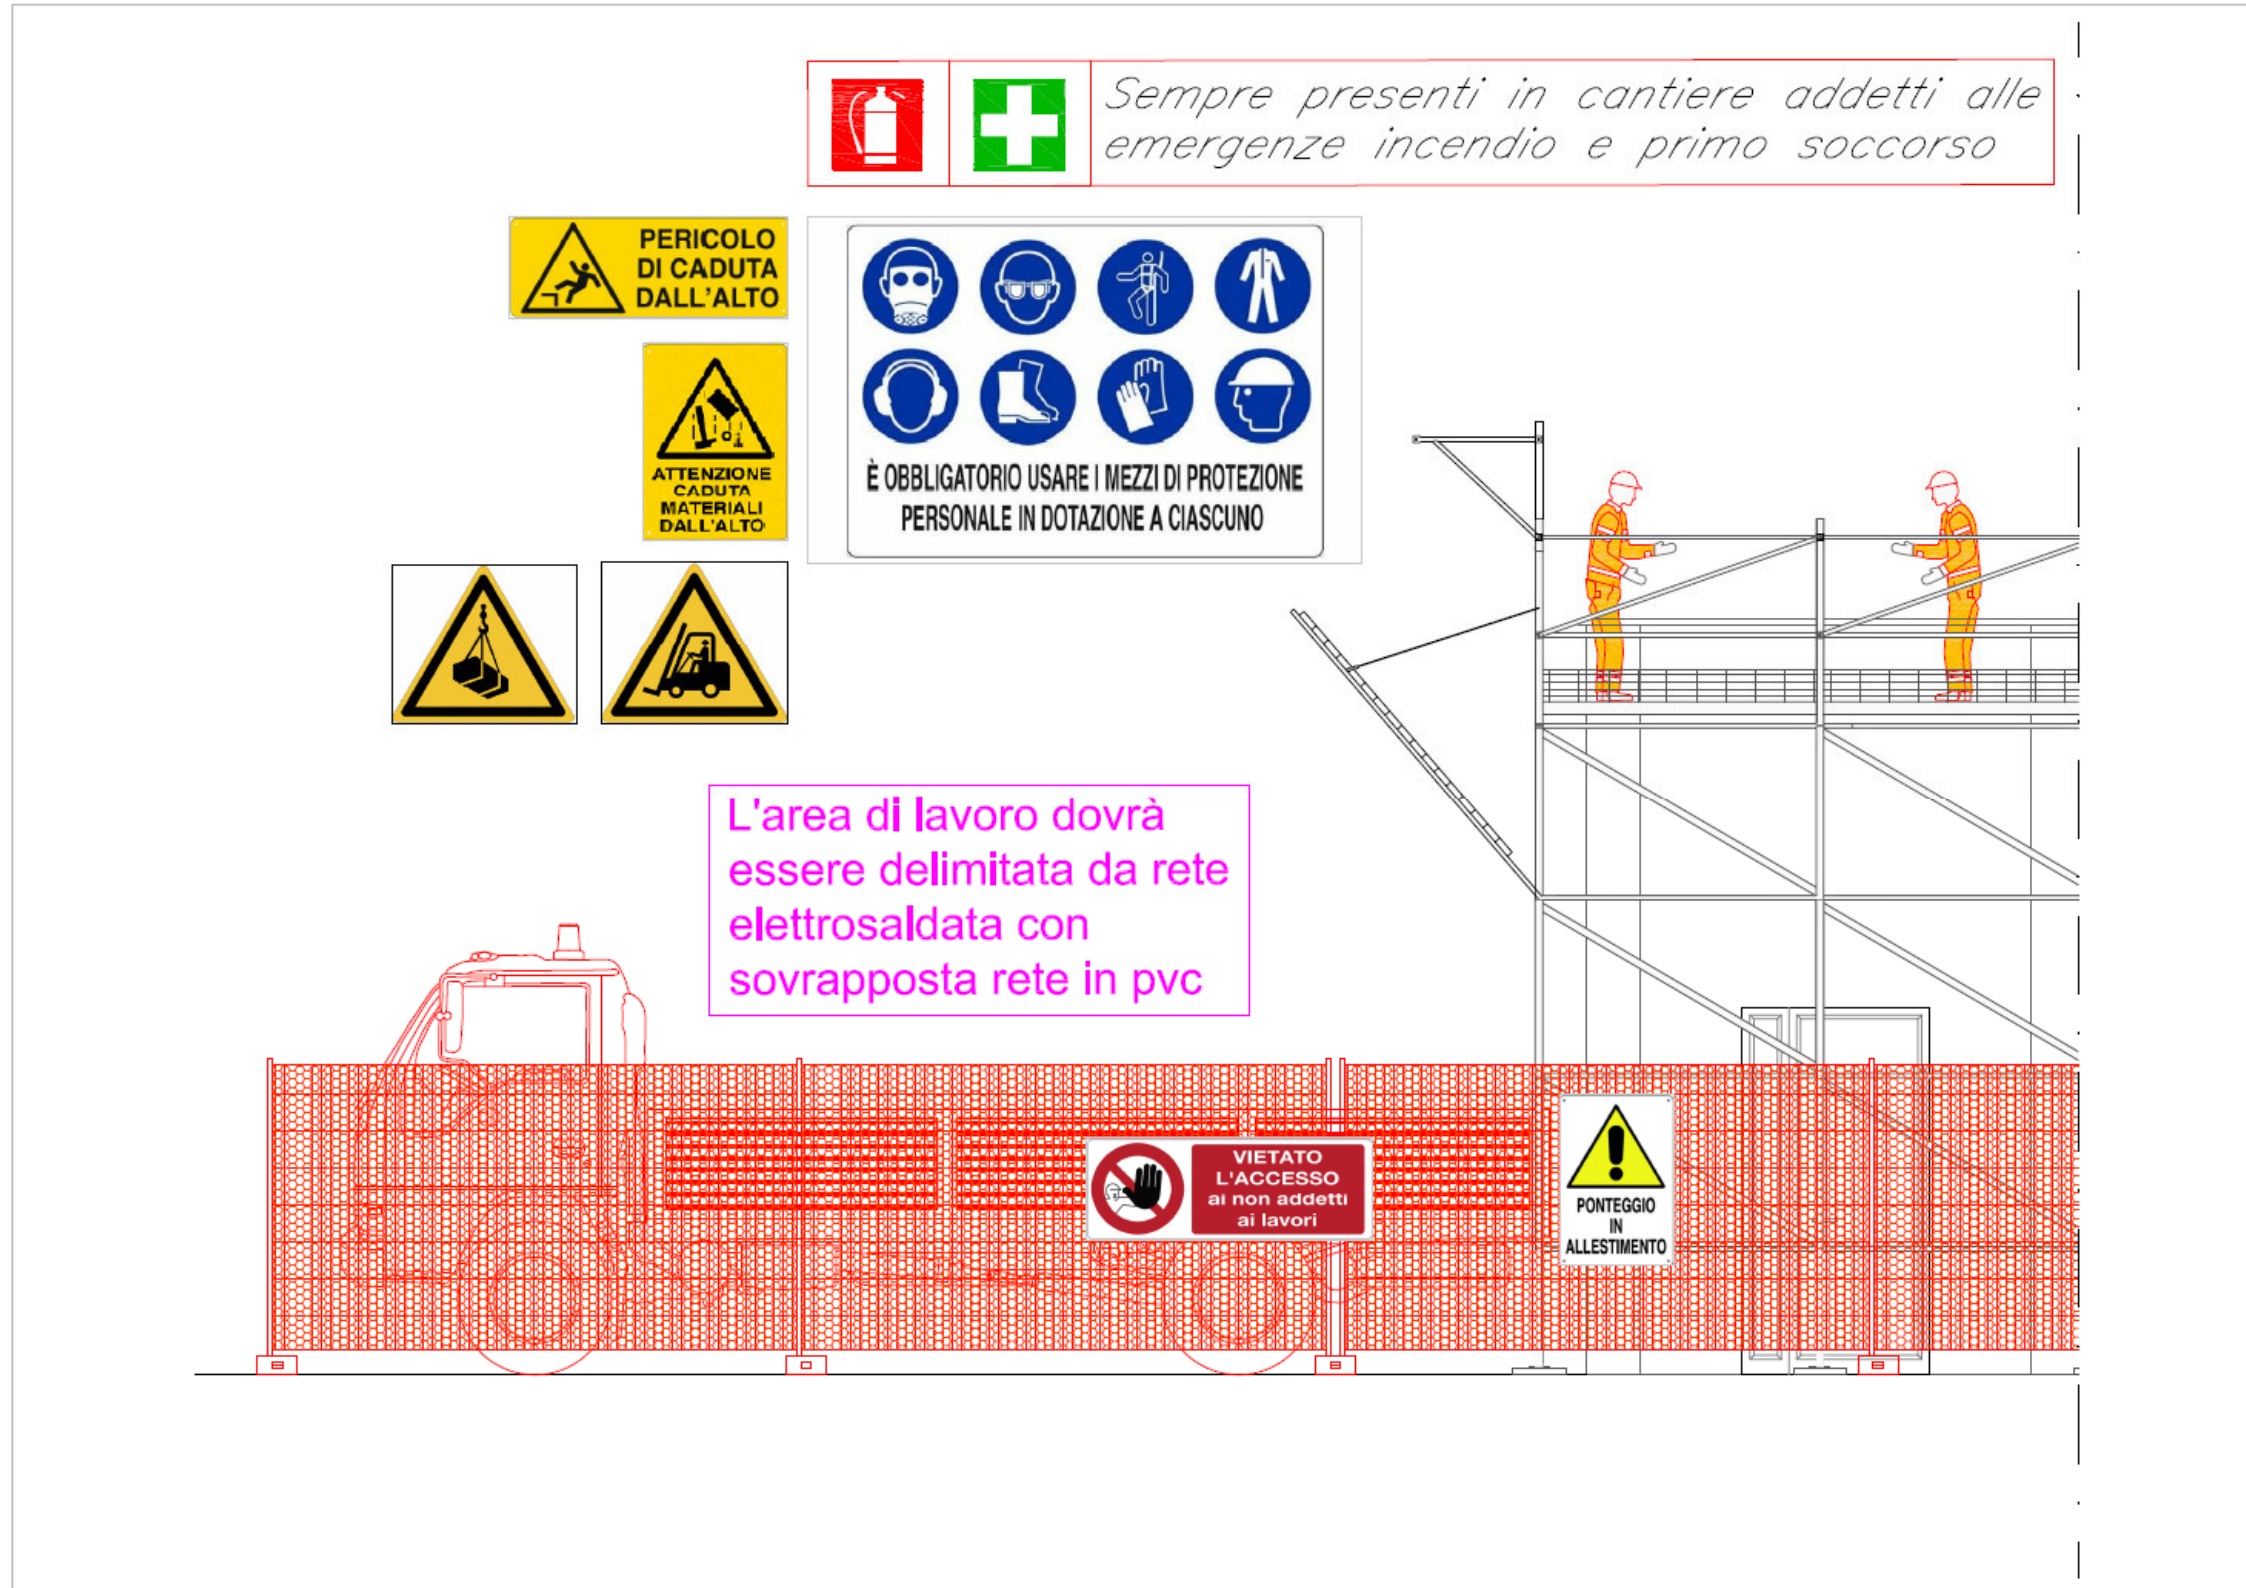 Sempre presenti in cantiere addetti alle
emergenze incendio e primo soccorso
PERICOLO
DI CADUTA
DALL'ALTO
ATTENZIONE
CADUTA
MATERIALI
DALL'ALTO
È OBBLIGATORIO USARE I MEZZI DI PROTEZIONE
PERSONALE IN DOTAZIONE A CIASCUNO
L'area di lavoro dovrà
essere delimitata da rete
elettrosaldata con
sovrapposta rete in pvc
VIETATO
L'ACCESSO
ai non addetti
ai lavori
PONTEGGIO
IN
ALLESTIMENTO